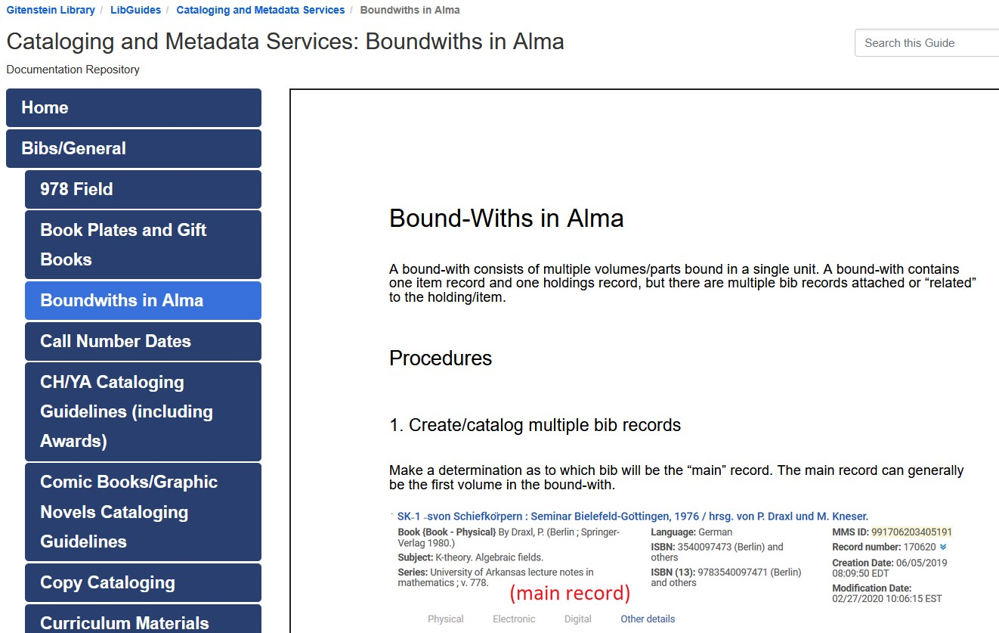 Gitenstein Library / LibGuides / Cataloging and Metadata Services / Boundwiths in Alma
Cataloging and Metadata Services: Boundwiths in Alma
Search this Guide
Documentation Repository
Home
Bibs/General
978 Field
Book Plates and Gift
Books
Boundwiths in Alma
Call Number Dates
CH/YA Cataloging
Guidelines (including
Awards)
Comic Books/Graphic
Novels Cataloging
Guidelines
Copy Cataloging
Curriculum Materials
Bound-Withs in Alma
A bound-with consists of multiple volumes/parts bound in a single unit. A bound-with contains
one item record and one holdings record, but there are multiple bib records attached or “related”
to the holding/item.
Procedures
1. Create/catalog multiple bib records
Make a determination as to which bib will be the “main” record. The main record can generally
be the first volume in the bound-with.
SK-1 -svon Schiefkörpern : Seminar Bielefeld-Göttingen, 1976 / hrsg. von P. Draxl und M. Kneser.
Book {Book - Physical} By Draxl, P. (Berlin ; Springer-
Verlag 1980.)
Subject: K-theory. Algebraic fields.
Series: University of Arkansas lecture notes in
mathematics ; v. 778.
Language: German
ISBN: 3540097473 (Berlin) and
others
ISBN (13): 9783540097471 (Berlin)
and others
MMS ID: 991706203405191
Record number: 170620
Creation Date: 06/05/2019
08:09:50 EDT
Modification Date:
02/27/2020 10:06:15 EST
(main record)
Physical Electronic Digital Other details